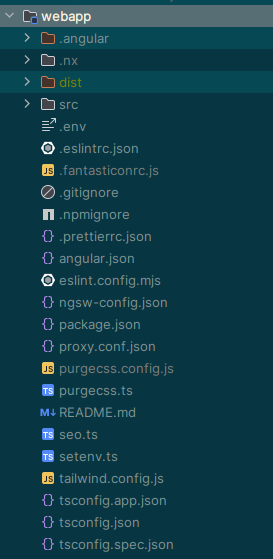 webapp
.angular
.nx
dist
src
.env
.eslintrc.json
JS .fantasticonrc.js
.gitignore
.npmignore
.prettierrc.json
{} angular.json
eslint.config.mjs
{} ngsw-config.json
{} package.json
{} proxy.conf.json
JS purgecss.config.js
TS purgecss.ts
M↓ README.md
TS seo.ts
TS setenv.ts
JS tailwind.config.js
{} tsconfig.app.json
{} tsconfig.json
{} tsconfig.spec.json